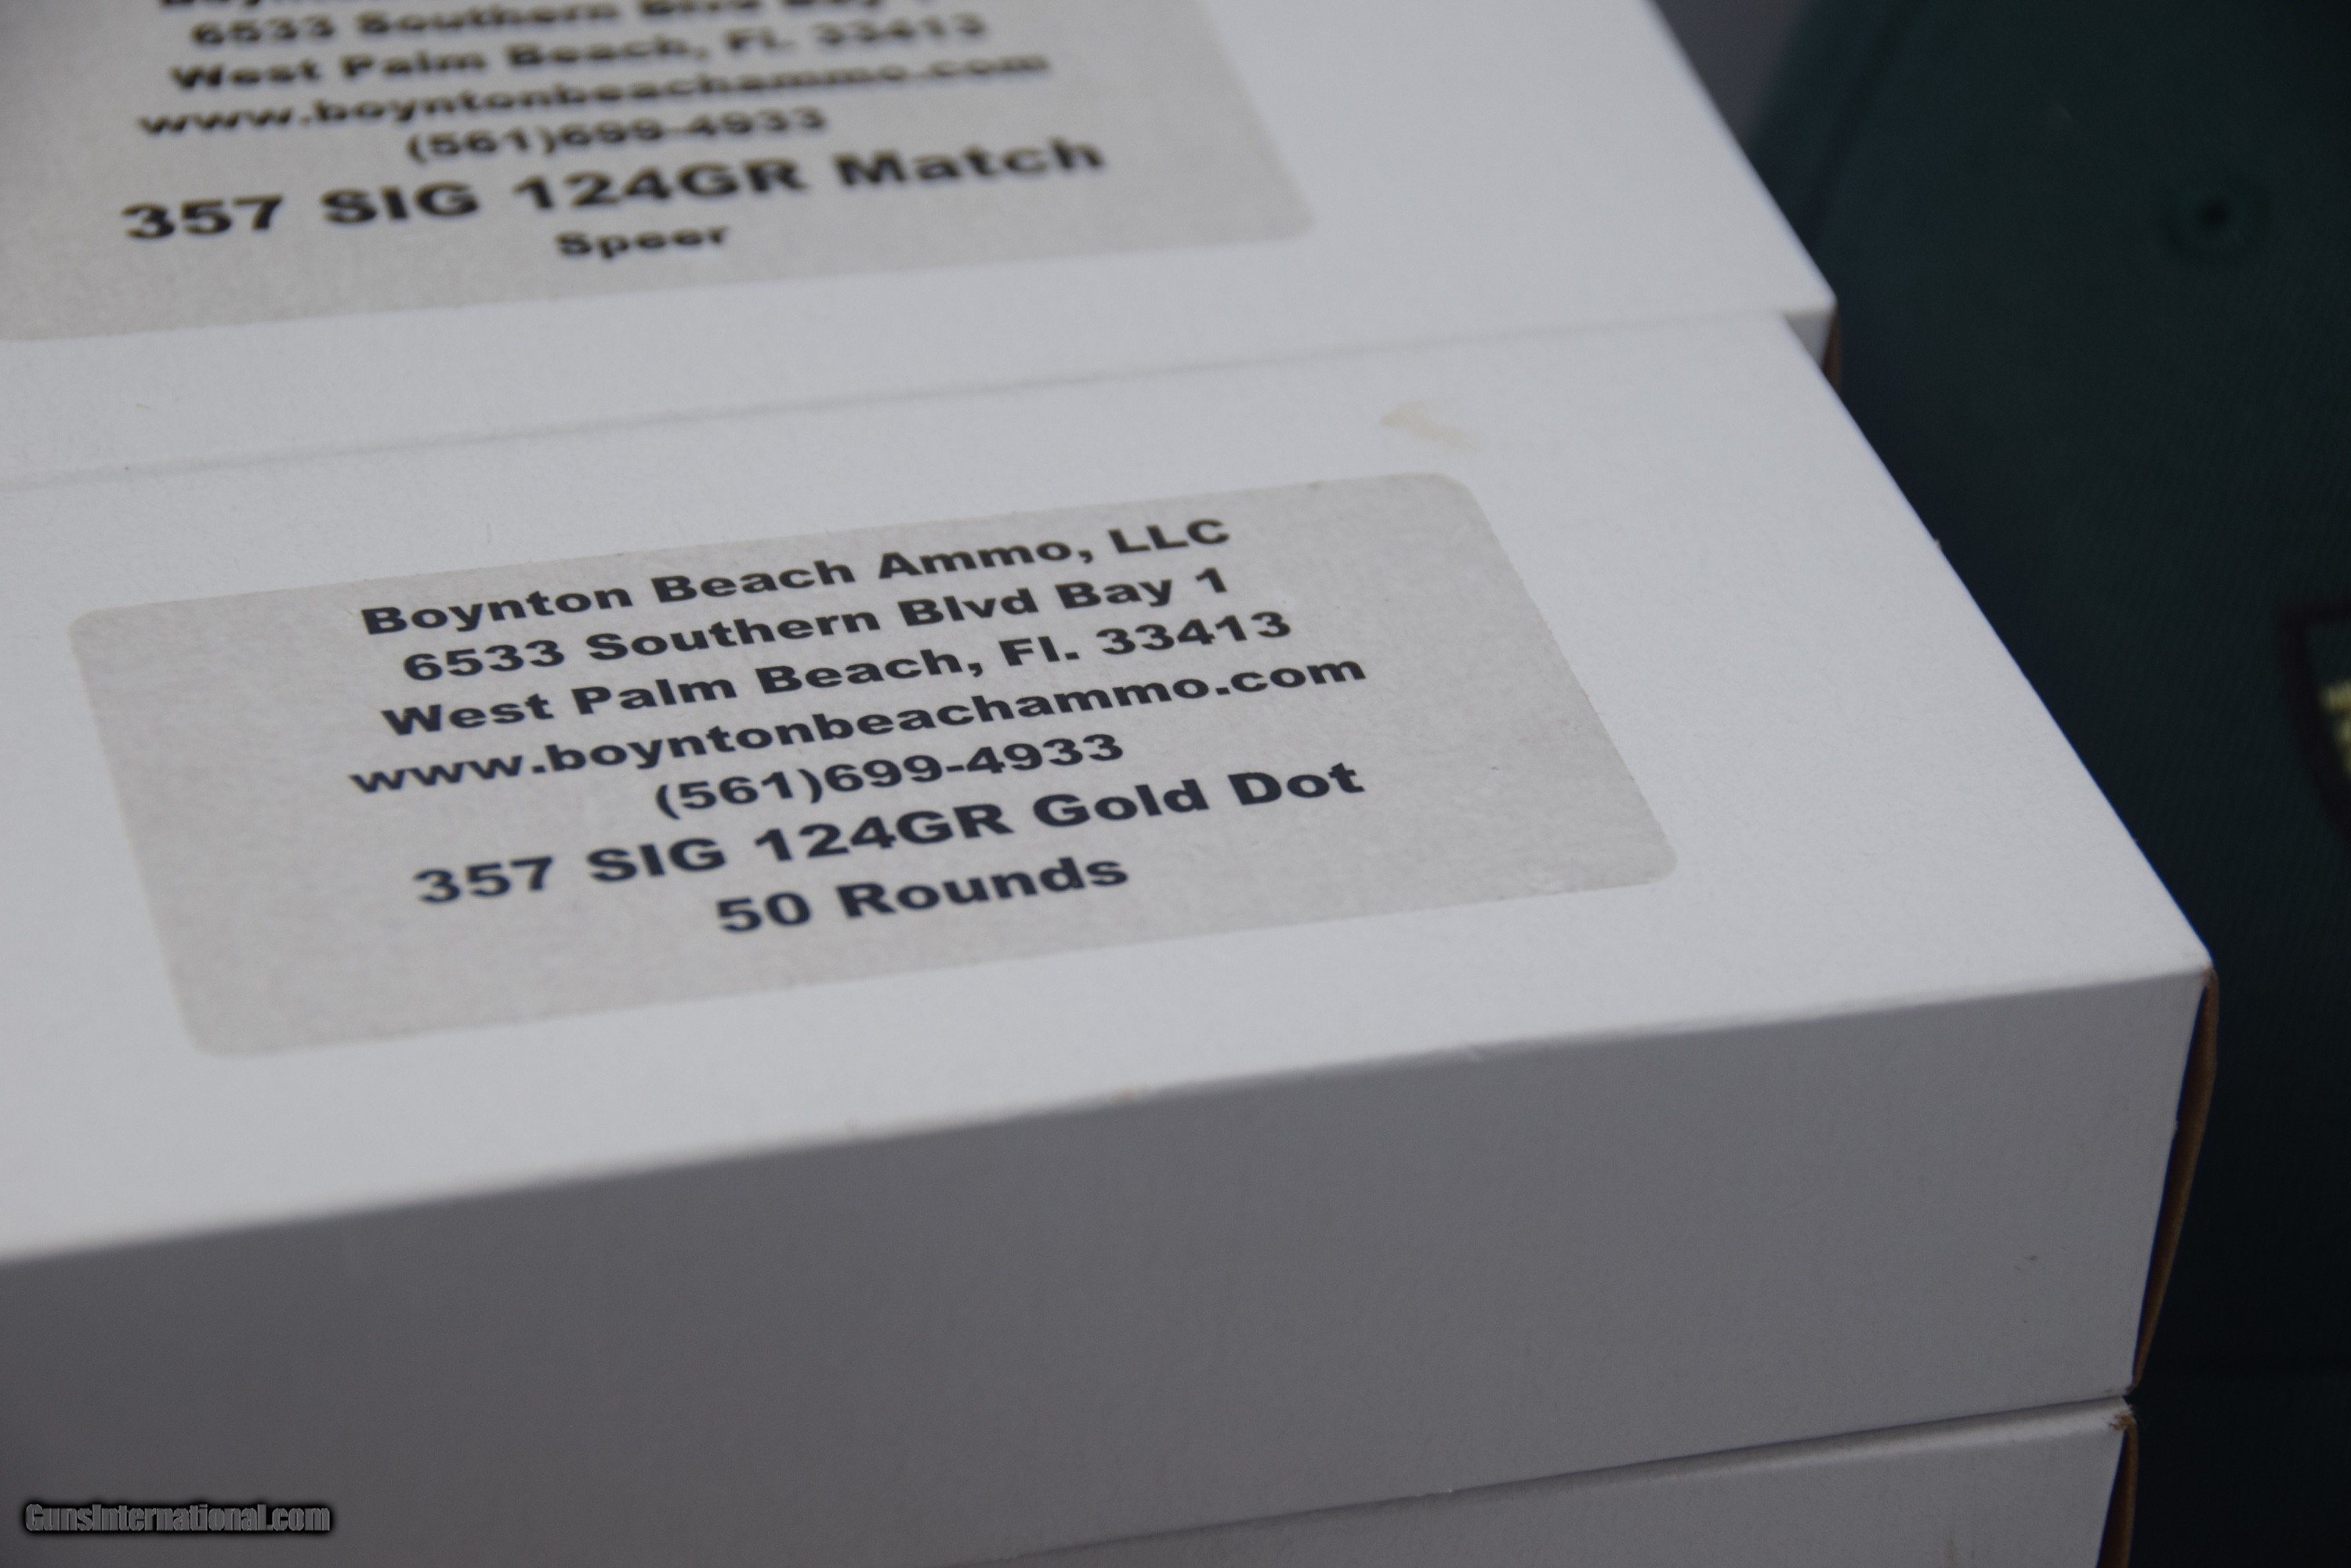 6533 Southern Blvd Bay 1
West Palm Beach, Fl. 33413
www.boyntonbeachammo.com
(561)699-4933
357 SIG 124GR Match
Speer
Boynton Beach Ammo, LLC
6533 Southern Blvd Bay 1
West Palm Beach, Fl. 33413
www.boyntonbeachammo.com
(561)699-4933
357 SIG 124GR Gold Dot
50 Rounds
GunsInternational.com